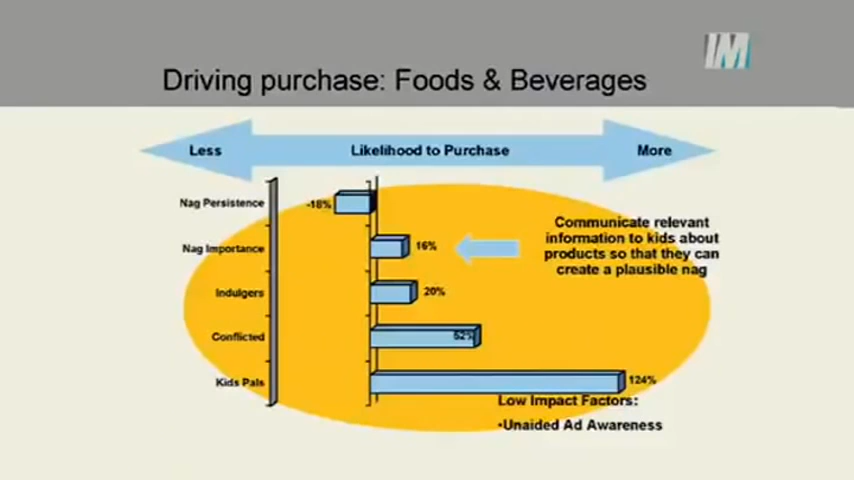 IM
Driving purchase: Foods & Beverages
Less Likelihood to Purchase More
Nag Persistence -18%
Nag Importance 16%
Communicate relevant
information to kids about
products so that they can
create a plausible nag
Indulgers 20%
Conflicted 52%
Kids Pals 124%
Low Impact Factors:
•Unaided Ad Awareness